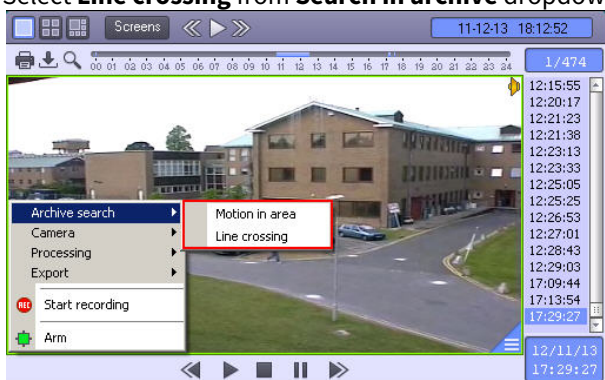 Select Line crossing from Search in archive dropdow
Screens
11-12-13 18:12:52
00 01 02 03 04 05 06 07 08 09 10 11 12 13 14 15 16 17 18 19 20 21 22 23 24
1/474
12:15:55
12:20:17
12:21:23
12:21:38
12:23:13
12:23:33
12:25:05
12:25:25
12:26:53
12:27:01
12:28:43
12:29:03
17:09:44
17:13:54
17:29:27
Archive search
Motion in area
Camera
Line crossing
Processing
Export
REC Start recording
Arm
12/11/13
17:29:27